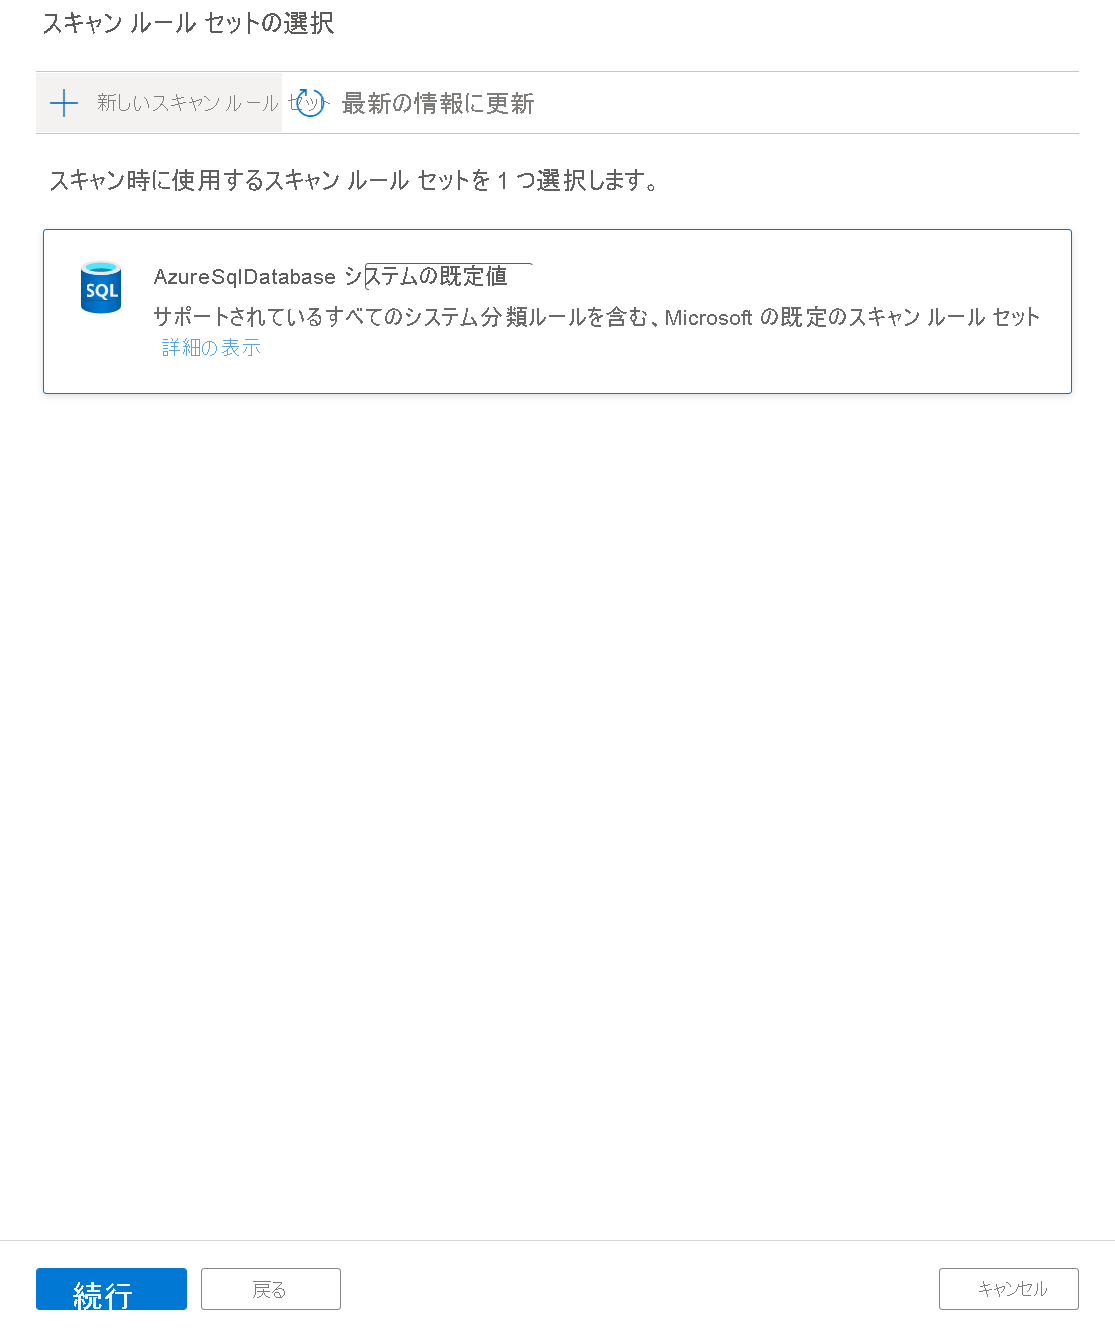 スキャン ルール セットの選択
新しいスキャン ルール セット 最新の情報に更新
スキャン時に使用するスキャン ルール セットを 1 つ選択します。
SQL
AzureSqlDatabase システムの既定値
サポートされているすべてのシステム分類ルールを含む、Microsoft の既定のスキャン ルール セット
詳細の表示
続行 戻る キャンセル